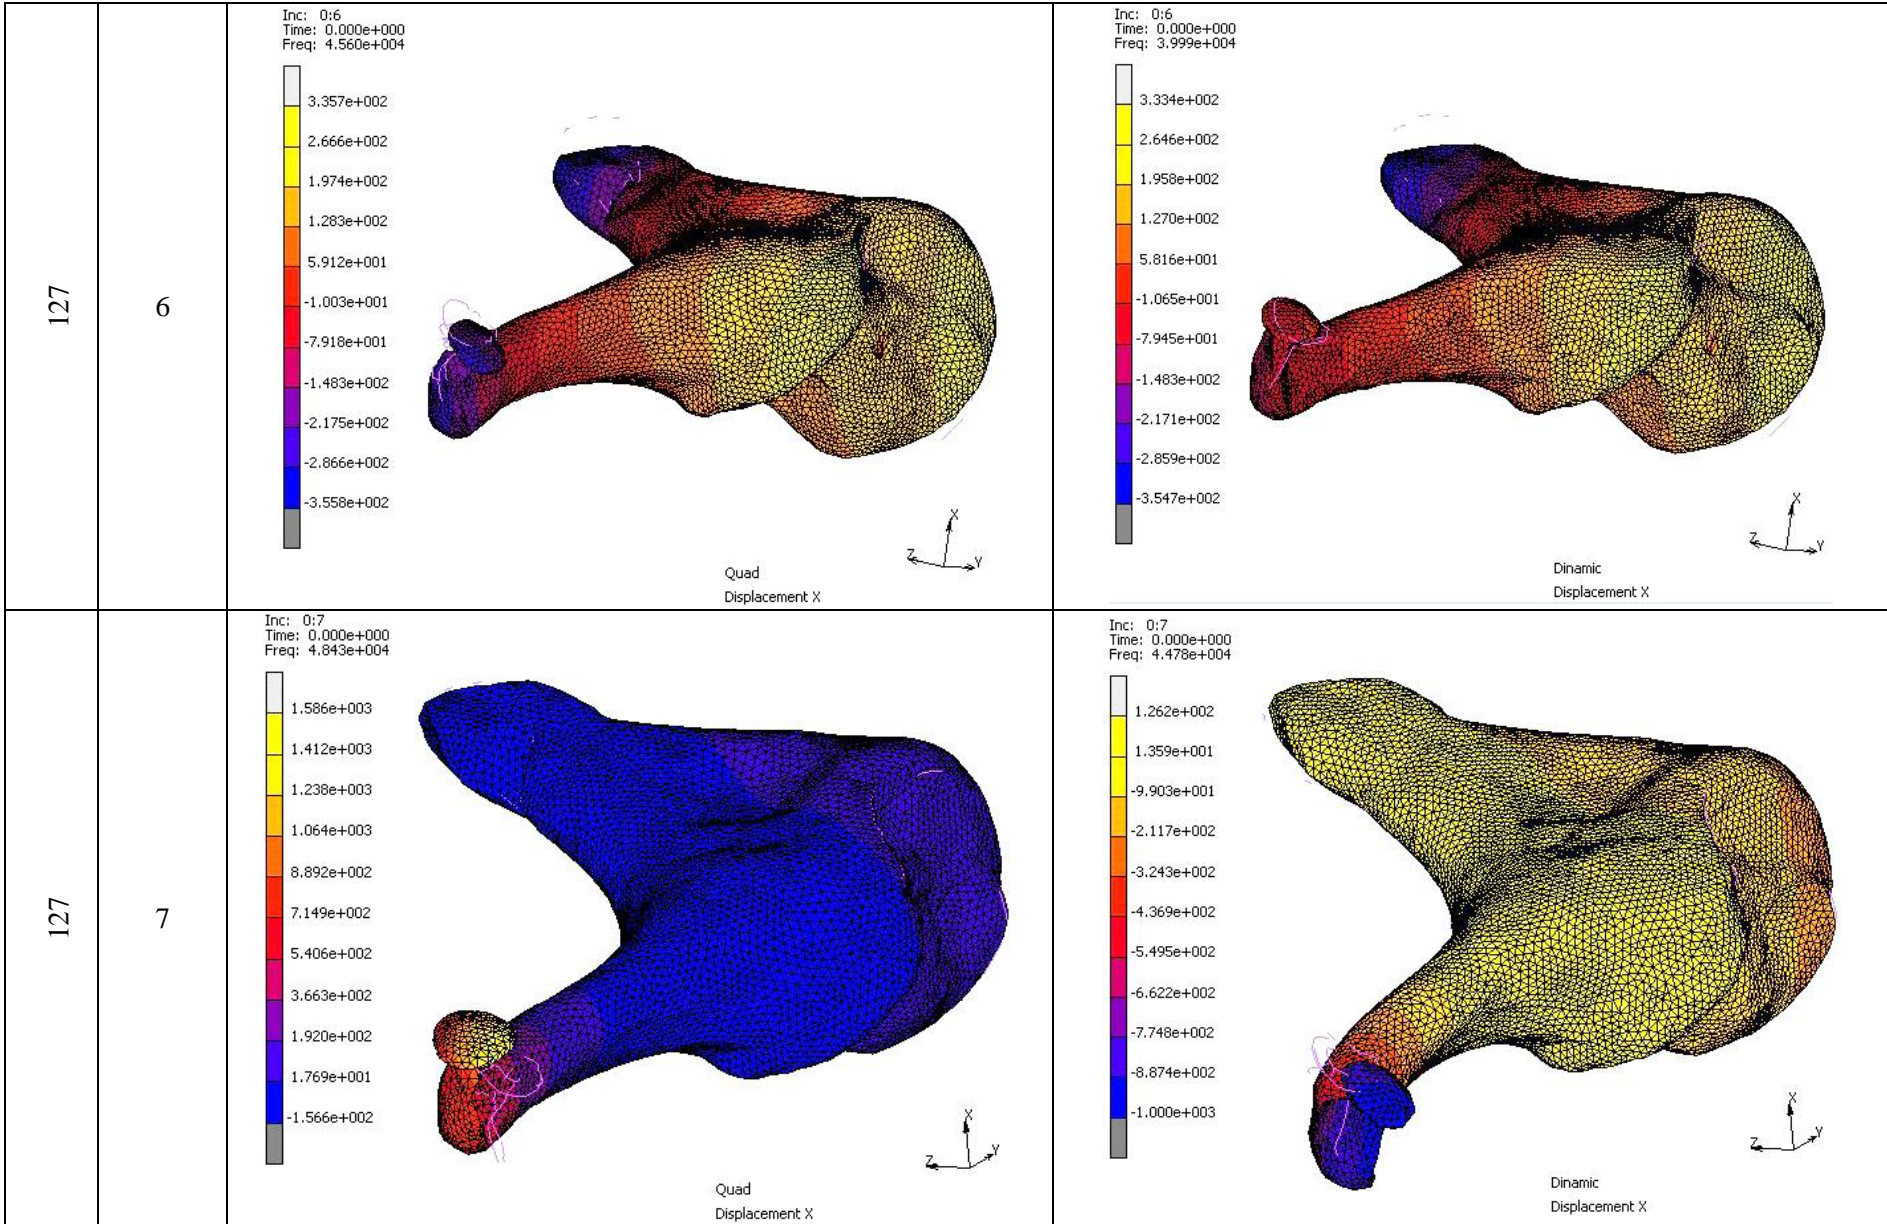 127
6
Inc: 0:6
Time: 0.000e+000
Freq: 4.560e+004
3.357e+002
2.666e+002
1.974e+002
1.283e+002
5.912e+001
-1.003e+001
-7.918e+001
-1.483e+002
-2.175e+002
-2.866e+002
-3.558e+002
X
Z
Y
Quad
Displacement X
Inc: 0:6
Time: 0.000e+000
Freq: 3.999e+004
3.334e+002
2.646e+002
1.958e+002
1.270e+002
5.816e+001
-1.065e+001
-7.945e+001
-1.483e+002
-2.171e+002
-2.859e+002
-3.547e+002
X
Z
Y
Dinamic
Displacement X
127
7
Inc: 0:7
Time: 0.000e+000
Freq: 4.843e+004
1.586e+003
1.412e+003
1.238e+003
1.064e+003
8.892e+002
7.149e+002
5.406e+002
3.663e+002
1.920e+002
1.769e+001
-1.566e+002
X
Y
Z
Quad
Displacement X
Inc: 0:7
Time: 0.000e+000
Freq: 4.478e+004
1.262e+002
1.359e+001
-9.903e+001
-2.117e+002
-3.243e+002
-4.369e+002
-5.495e+002
-6.622e+002
-7.748e+002
-8.874e+002
-1.000e+003
X
Y
Z
Dinamic
Displacement X